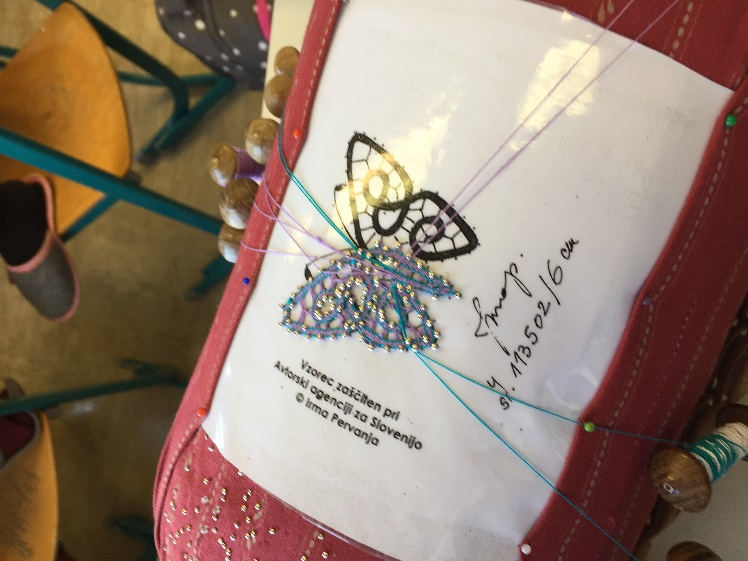 Vzorec zaščiten pri
Avtorski agenciji za Slovenijo
© Irma Pervanja
št. 113502/6 cm